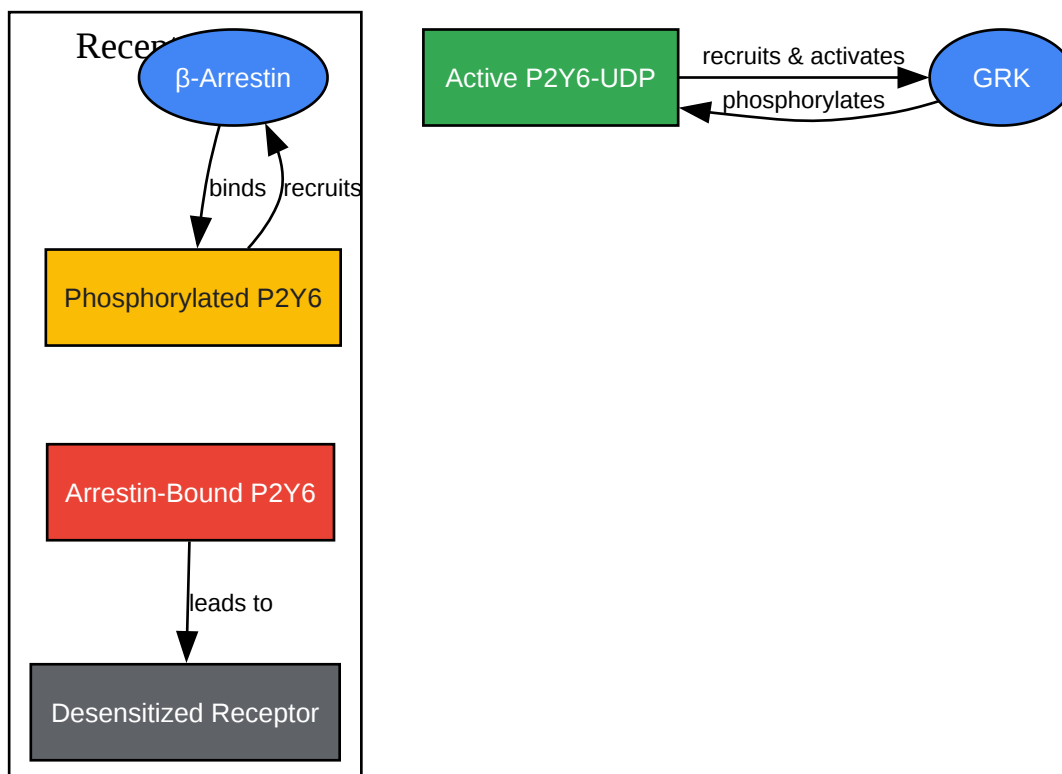 β-Arrestin
binds
recruits
Phosphorylated P2Y6
Arrestin-Bound P2Y6
leads to
Desensitized Receptor
Active P2Y6-UDP
recruits & activates
phosphorylates
GRK